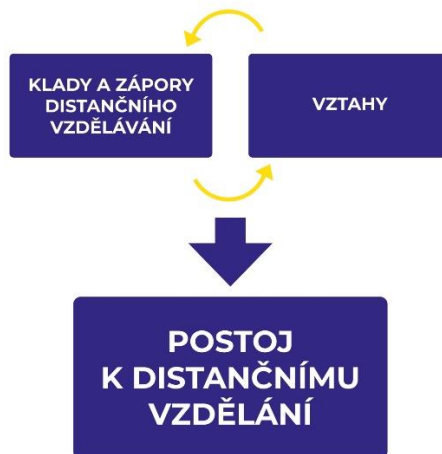 KLADY A ZÁPORY
DISTANČNÍHO
VZDĚLÁVÁNÍ
VZTAHY
POSTOJ
K DISTANČNÍMU
VZDĚLÁNÍ